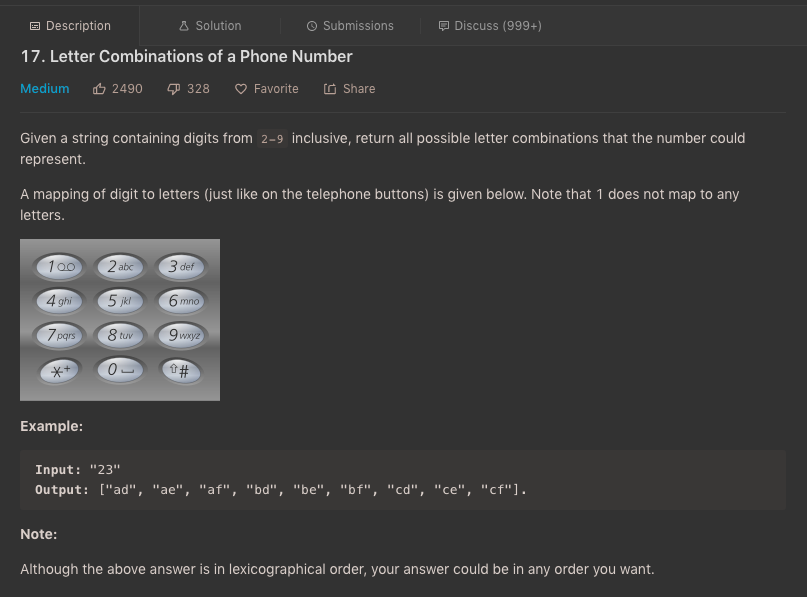 Description Solution Submissions Discuss (999+)
17. Letter Combinations of a Phone Number
Medium 2490 328 Favorite Share
Given a string containing digits from 2-9 inclusive, return all possible letter combinations that the number could
represent.
A mapping of digit to letters (just like on the telephone buttons) is given below. Note that 1 does not map to any
letters.
1 2 abc 3 def
4 ghi 5 jkl 6 mno
7 pqrs 8 tuv 9 wxyz
*+ 0 ⇧#
Example:
Input: "23"
Output: ["ad", "ae", "af", "bd", "be", "bf", "cd", "ce", "cf"].
Note:
Although the above answer is in lexicographical order, your answer could be in any order you want.